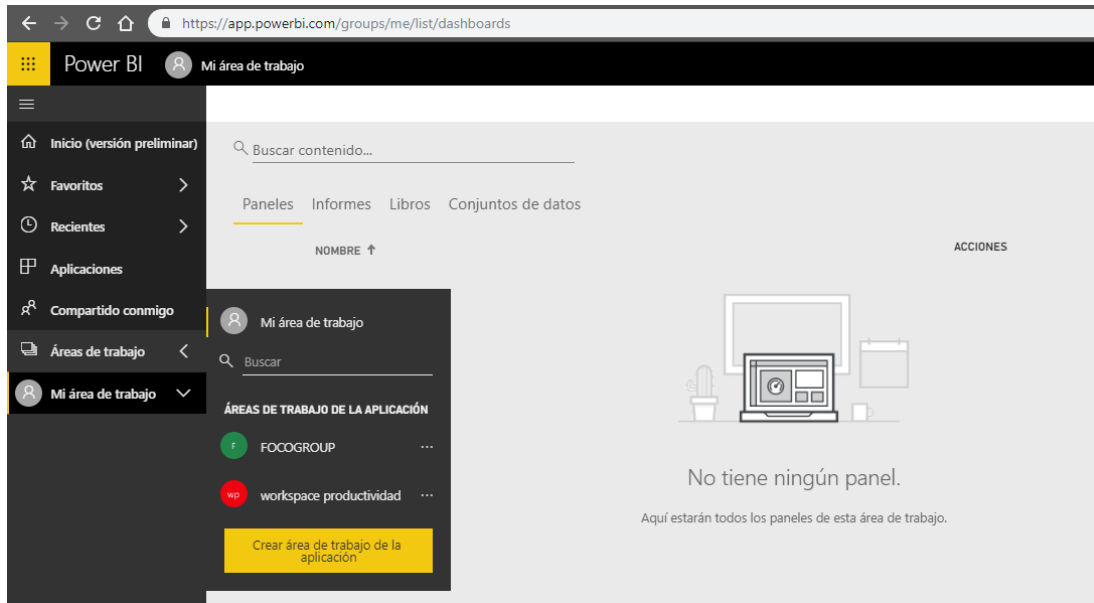 https://app.powerbi.com/groups/me/list/dashboards
Power BI
Mi área de trabajo
Inicio (versión preliminar)
Favoritos
Recientes
Aplicaciones
Compartido conmigo
Áreas de trabajo
Mi área de trabajo
Buscar contenido...
Paneles Informes Libros Conjuntos de datos
NOMBRE ↑ ACCIONES
Mi área de trabajo
Buscar
ÁREAS DE TRABAJO DE LA APLICACIÓN
F FOCOGROUP ...
wp workspace productividad ...
Crear área de trabajo de la
aplicación
No tiene ningún panel.
Aquí estarán todos los paneles de esta área de trabajo.